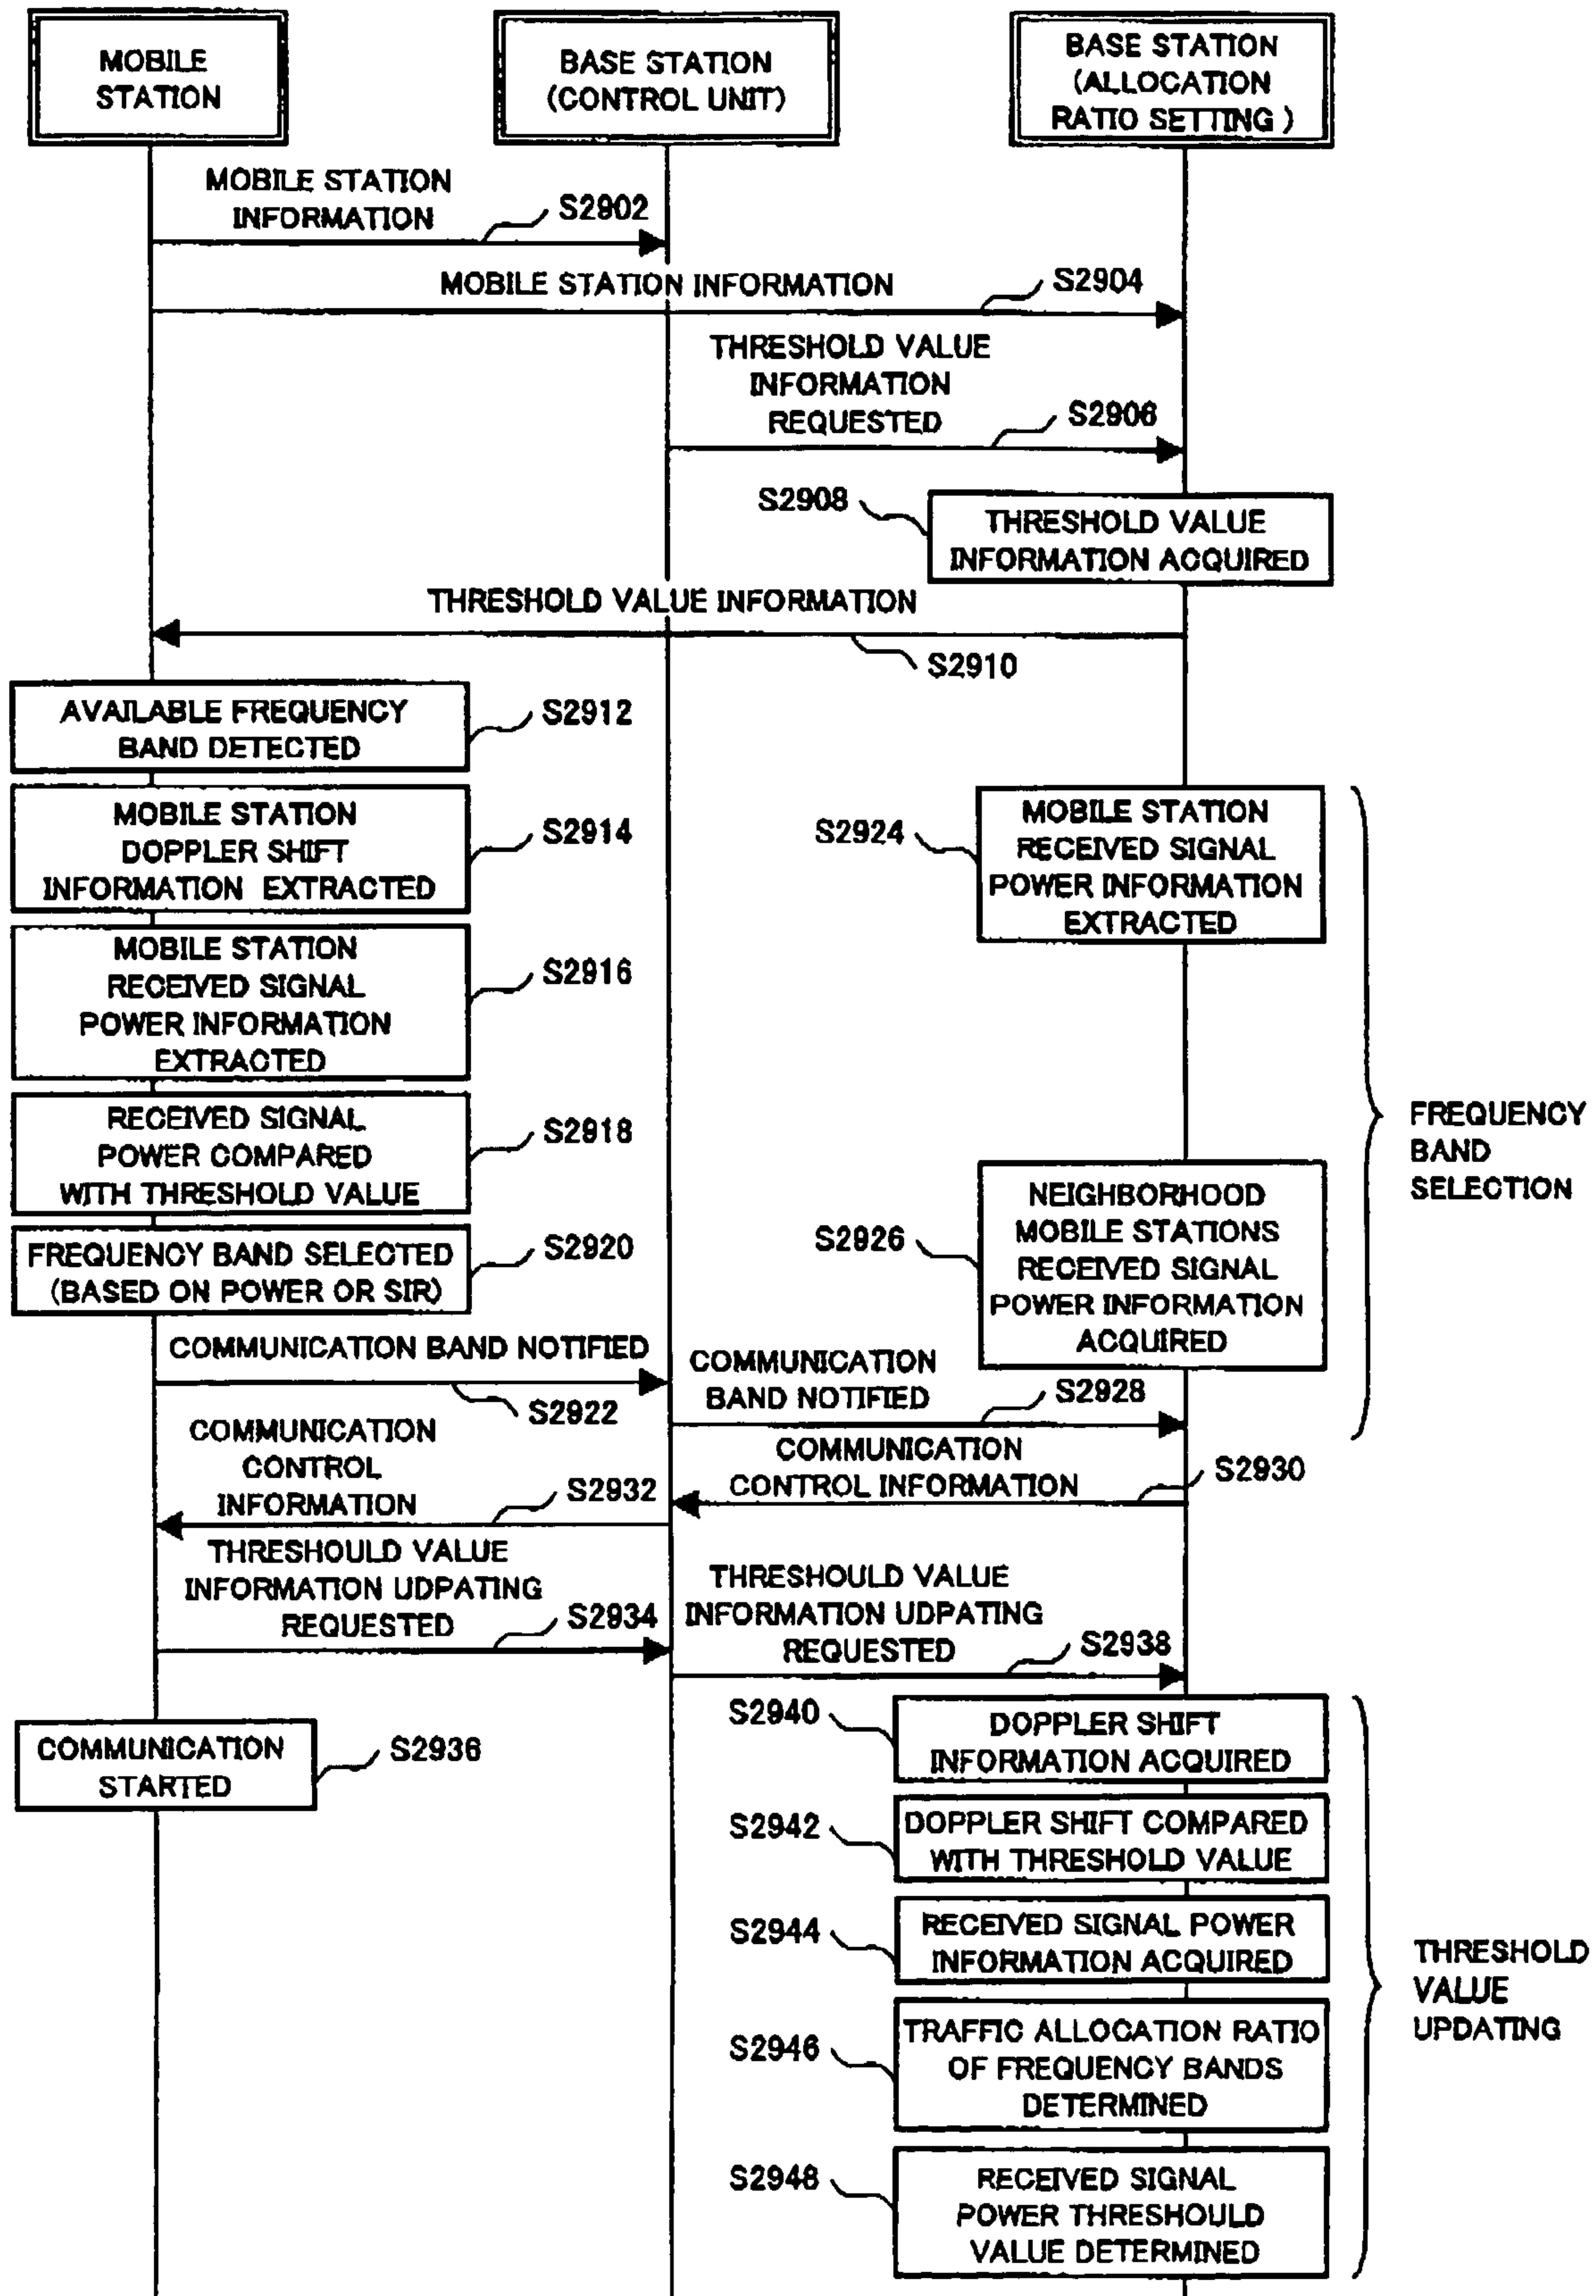 MOBILE
STATION
BASE STATION
(CONTROL UNIT)
BASE STATION
(ALLOCATION
RATIO SETTING )
MOBILE STATION
INFORMATION
S2902
MOBILE STATION INFORMATION
S2904
THRESHOLD VALUE
INFORMATION
REQUESTED
S2906
S2908
THRESHOLD VALUE
INFORMATION ACQUIRED
THRESHOLD VALUE INFORMATION
S2910
AVAILABLE FREQUENCY
BAND DETECTED
S2912
MOBILE STATION
DOPPLER SHIFT
INFORMATION EXTRACTED
S2914
MOBILE STATION
RECEIVED SIGNAL
POWER INFORMATION
EXTRACTED
S2916
RECEIVED SIGNAL
POWER COMPARED
WITH THRESHOLD VALUE
S2918
FREQUENCY BAND SELECTED
(BASED ON POWER OR SIR)
S2920
S2924
MOBILE STATION
RECEIVED SIGNAL
POWER INFORMATION
EXTRACTED
S2926
NEIGHBORHOOD
MOBILE STATIONS
RECEIVED SIGNAL
POWER INFORMATION
ACQUIRED
FREQUENCY
BAND
SELECTION
COMMUNICATION BAND NOTIFIED
S2922
COMMUNICATION
BAND NOTIFIED
S2928
COMMUNICATION
CONTROL INFORMATION
S2930
COMMUNICATION
CONTROL
INFORMATION
S2932
THRESHOULD VALUE
INFORMATION UDPATING
REQUESTED
S2934
THRESHOULD VALUE
INFORMATION UDPATING
REQUESTED
S2938
COMMUNICATION
STARTED
S2936
S2940
DOPPLER SHIFT
INFORMATION ACQUIRED
S2942
DOPPLER SHIFT COMPARED
WITH THRESHOLD VALUE
S2944
RECEIVED SIGNAL POWER
INFORMATION ACQUIRED
S2946
TRAFFIC ALLOCATION RATIO
OF FREQUENCY BANDS
DETERMINED
S2948
RECEIVED SIGNAL
POWER THRESHOULD
VALUE DETERMINED
THRESHOLD
VALUE
UPDATING